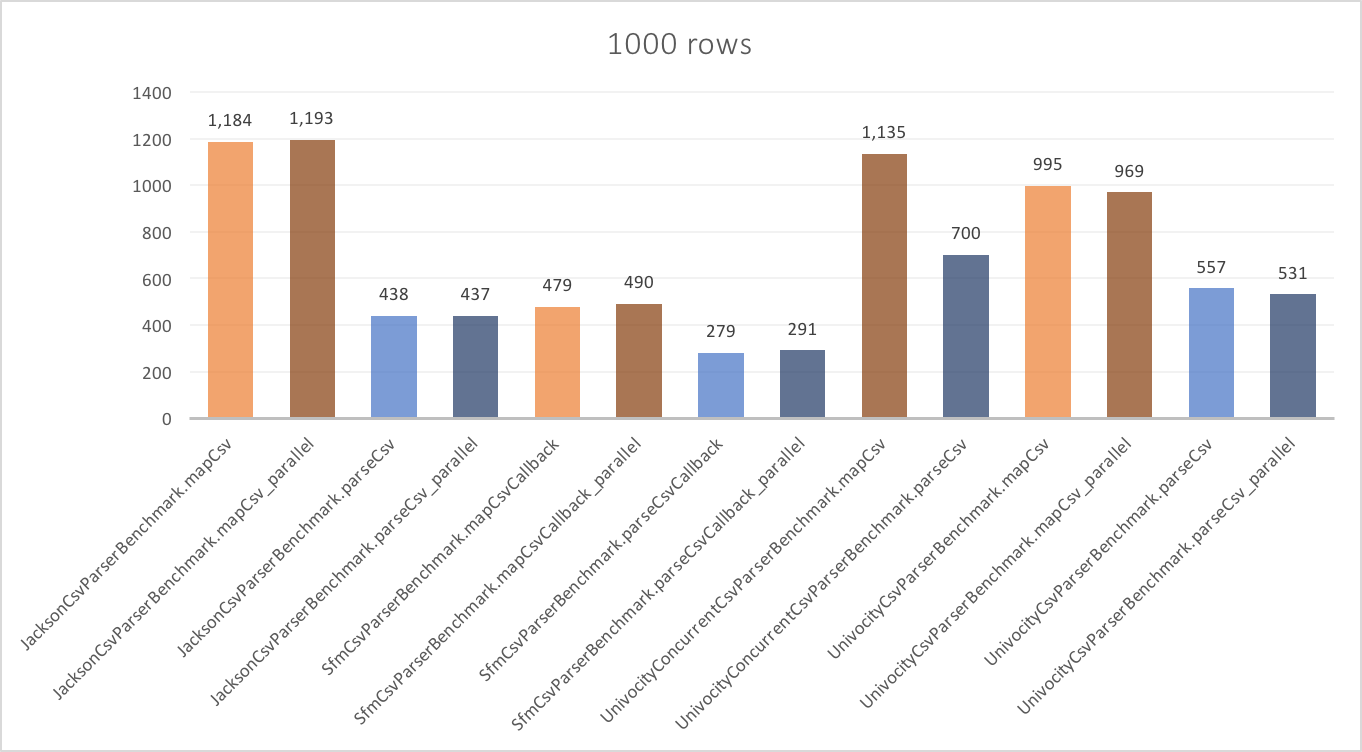 1000 rows
1400
1200
1000
800
600
400
200
0
1,184
1,193
438
437
479
490
279
291
1,135
700
995
969
557
531
JacksonCsvParserBenchmark.mapCsv
JacksonCsvParserBenchmark.mapCsv_parallel
JacksonCsvParserBenchmark.parseCsv
JacksonCsvParserBenchmark.parseCsv_parallel
SfmCsvParserBenchmark.mapCsvCallback
SfmCsvParserBenchmark.mapCsvCallback_parallel
SfmCsvParserBenchmark.parseCsvCallback
SfmCsvParserBenchmark.parseCsvCallback_parallel
UnivocityConcurrentCsvParserBenchmark.mapCsv
UnivocityConcurrentCsvParserBenchmark.parseCsv
UnivocityCsvParserBenchmark.mapCsv
UnivocityCsvParserBenchmark.mapCsv_parallel
UnivocityCsvParserBenchmark.parseCsv
UnivocityCsvParserBenchmark.parseCsv_parallel